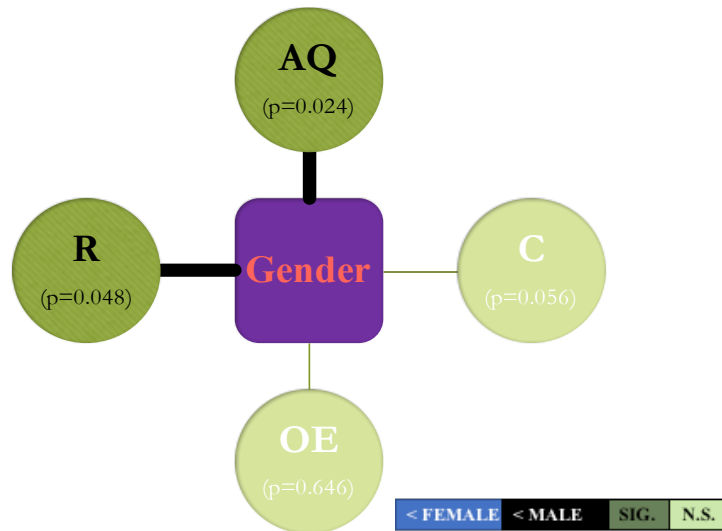 AQ
(p=0.024)
R
(p=0.048)
Gender
C
(p=0.056)
OE
(p=0.646)
< FEMALE < MALE SIG. N.S.